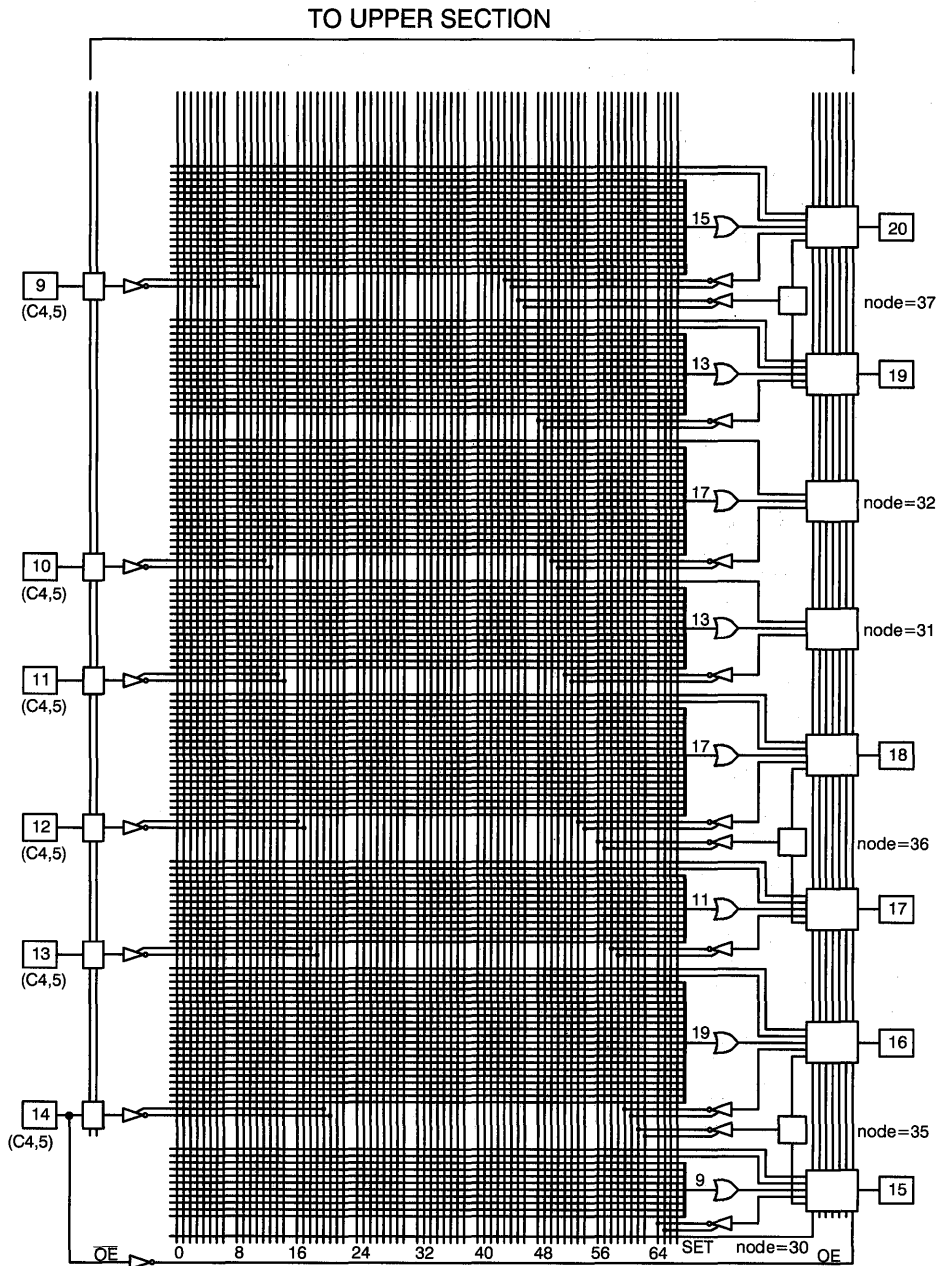 TO UPPER SECTION
15
20
9
(C4,5)
node=37
13
19
17
node=32
10
(C4,5)
13
node=31
11
(C4,5)
17
18
12
(C4,5)
node=36
11
17
13
(C4,5)
19
16
14
(C4,5)
node=35
9
15
OE 0 8 16 24 32 40 48 56 64 SET node=30 OE